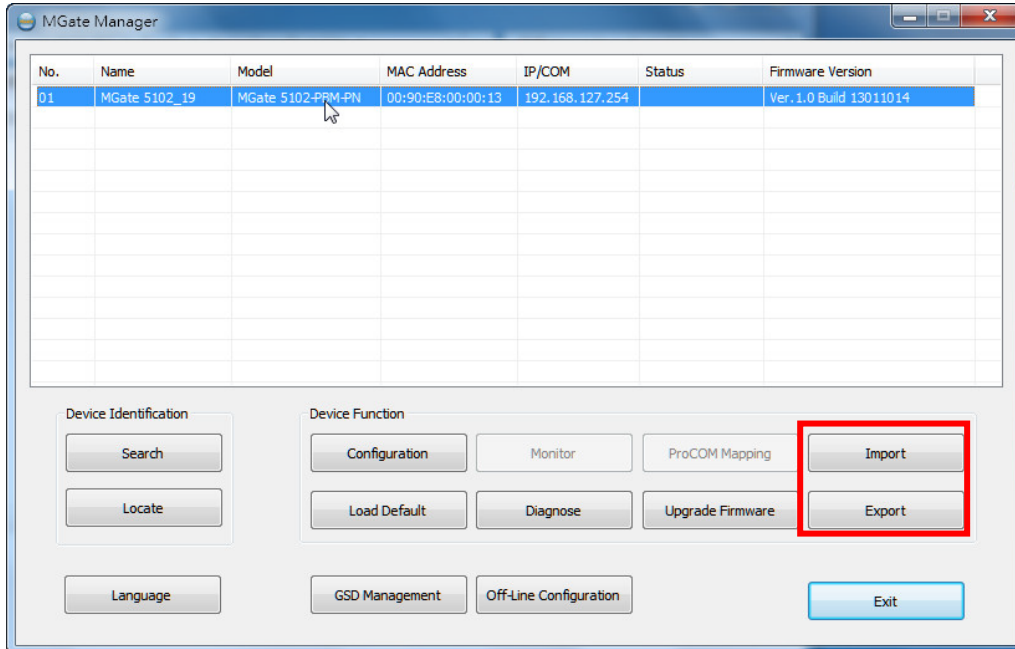 MGate Manager
No. Name Model MAC Address IP/COM Status Firmware Version
01 MGate 5102_19 MGate 5102-PBM-PN 00:90:E8:00:00:13 192.168.127.254 Ver.1.0 Build 13011014
Device Identification Device Function
Search Configuration Monitor ProCOM Mapping Import
Locate Load Default Diagnose Upgrade Firmware Export
Language GSD Management Off-Line Configuration Exit